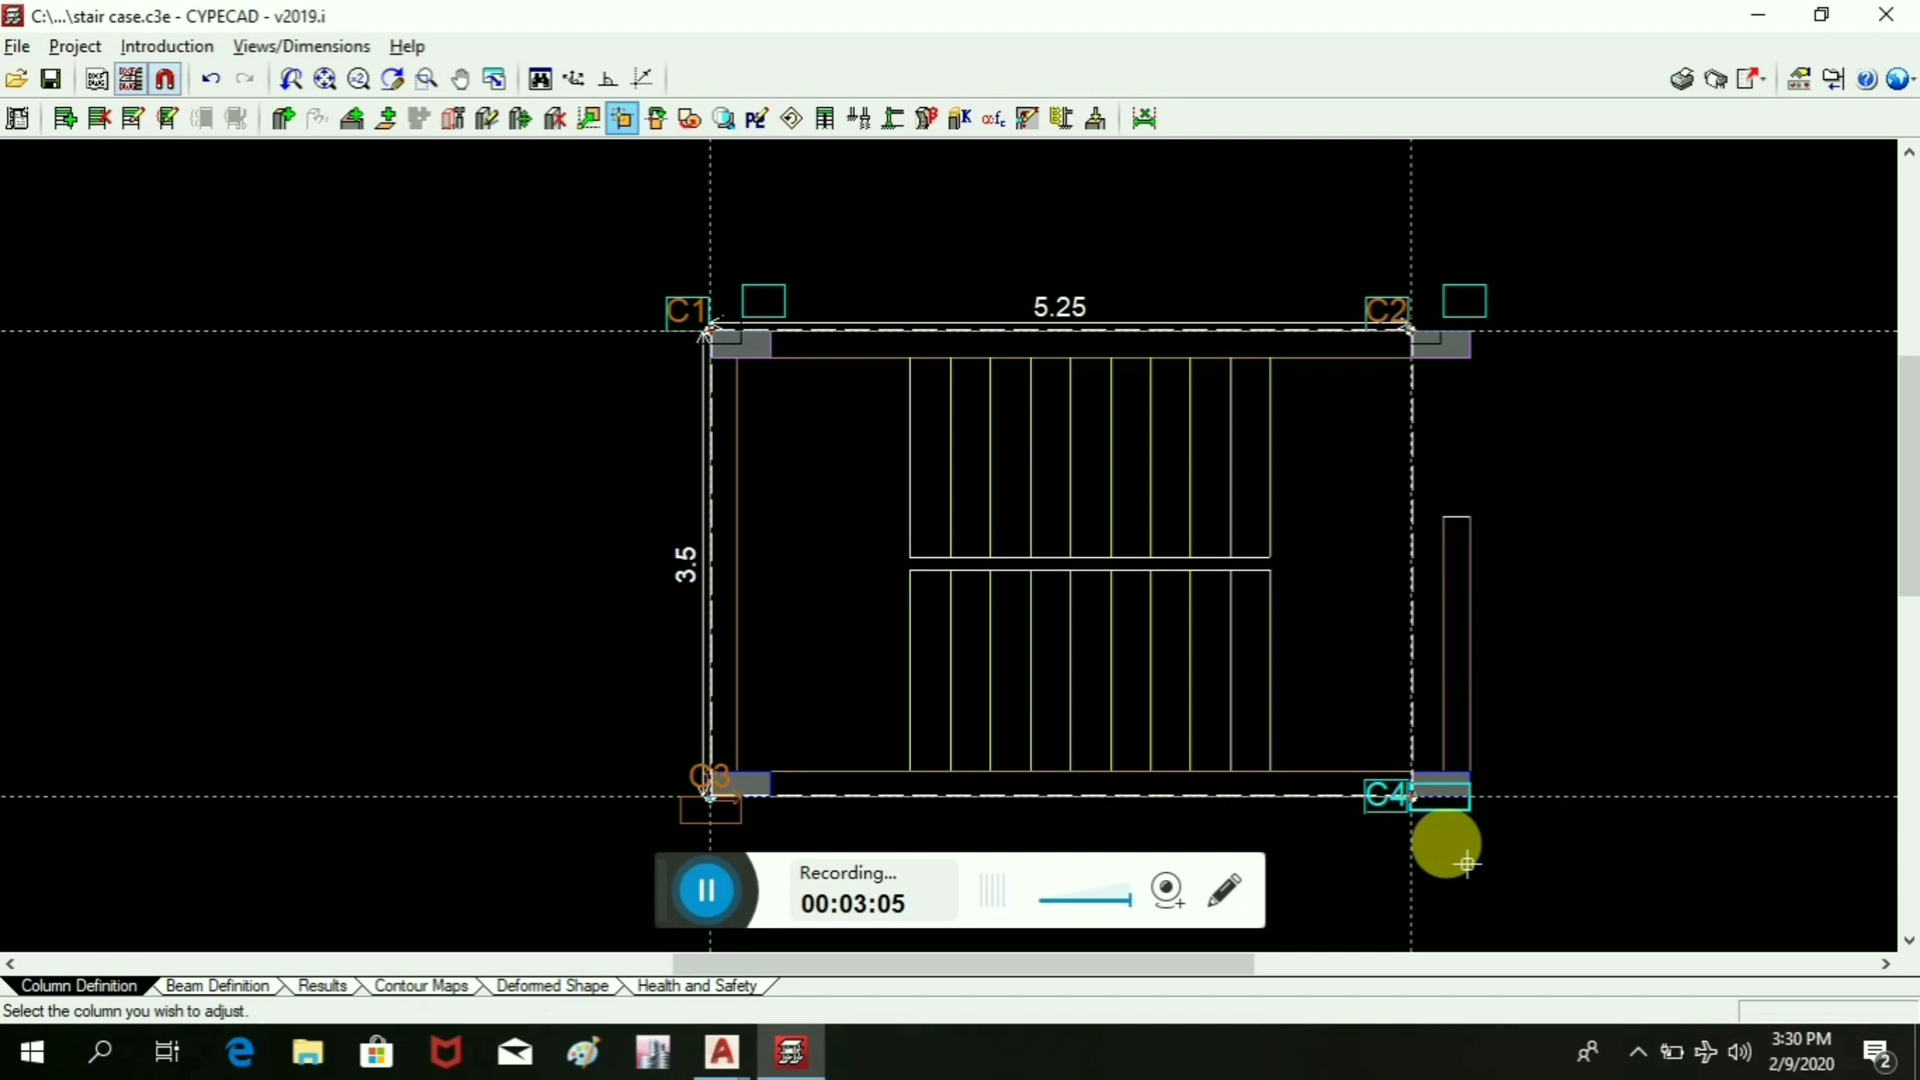 C:\...\stair case.c3e - CYPECAD - v2019.i
File Project Introduction Views/Dimensions Help
C1
5.25
C2
3.5
C3
C4
Recording...
00:03:05
Column Definition Beam Definition Results Contour Maps Deformed Shape Health and Safety
Select the column you wish to adjust.
3:30 PM
2/9/2020
2